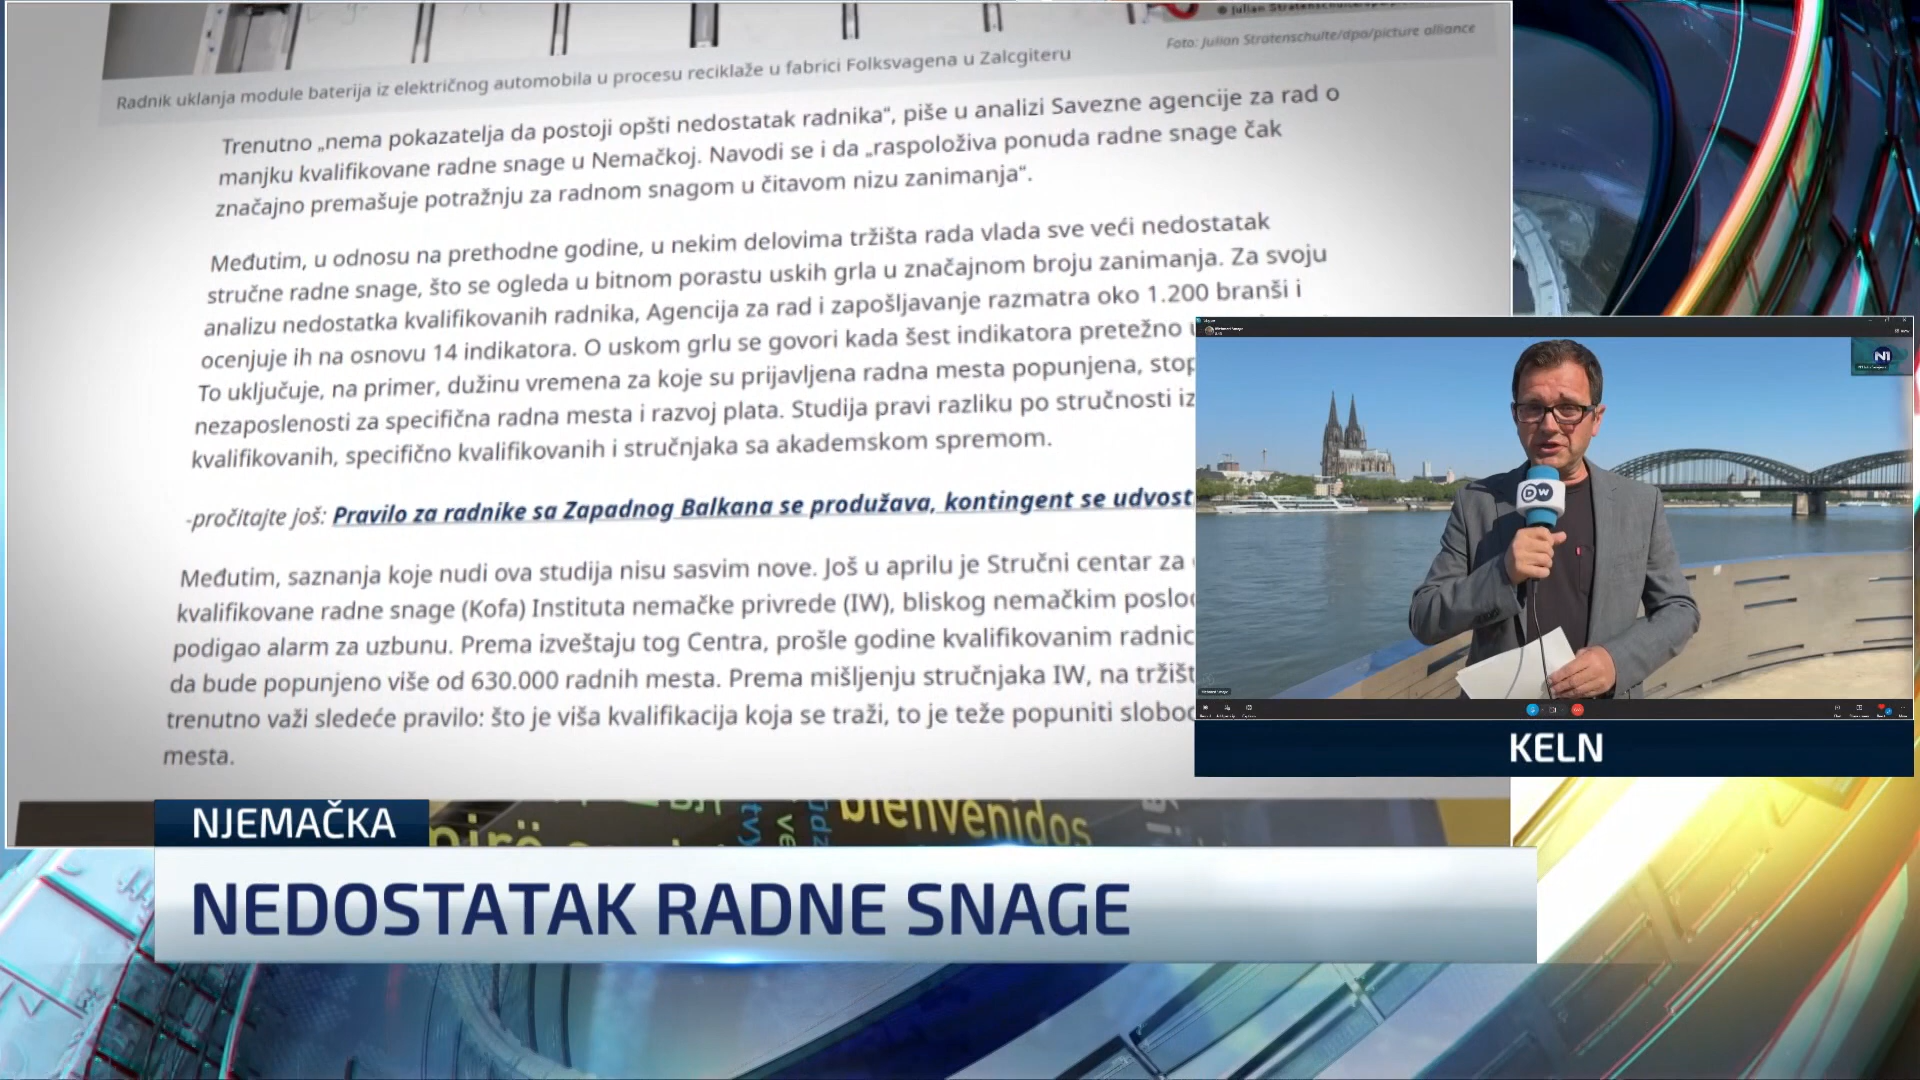 Foto: Julian Stratenschulte/dpa/picture alliance
Radnik uklanja module baterija iz električnog automobila u procesu reciklaže u fabrici Folksvagena u Zalcgiteru
Trenutno „nema pokazatelja da postoji opšti nedostatak radnika“, piše u analizi Savezne agencije za rad o
manjku kvalifikovane radne snage u Nemačkoj. Navodi se i da „raspoloživa ponuda radne snage čak
značajno premašuje potražnju za radnom snagom u čitavom nizu zanimanja“.
Međutim, u odnosu na prethodne godine, u nekim delovima tržišta rada vlada sve veći nedostatak
stručne radne snage, što se ogleda u bitnom porastu uskih grla u značajnom broju zanimanja. Za svoju
analizu nedostatka kvalifikovanih radnika, Agencija za rad i zapošljavanje razmatra oko 1.200 branši i
ocenjuje ih na osnovu 14 indikatora. O uskom grlu se govori kada šest indikatora pretežno u
To uključuje, na primer, dužinu vremena za koje su prijavljena radna mesta popunjena, stop
nezaposlenosti za specifična radna mesta i razvoj plata. Studija pravi razliku po stručnosti iz
kvalifikovanih, specifično kvalifikovanih i stručnjaka sa akademskom spremom.
-pročitajte još: Pravilo za radnike sa Zapadnog Balkana se produžava, kontingent se udvost
Međutim, saznanja koje nudi ova studija nisu sasvim nove. Još u aprilu je Stručni centar za
kvalifikovane radne snage (Kofa) Instituta nemačke privrede (IW), bliskog nemačkim posloc
podigao alarm za uzbunu. Prema izveštaju tog Centra, prošle godine kvalifikovanim radnic
da bude popunjeno više od 630.000 radnih mesta. Prema mišljenju stručnjaka IW, na tržišt
trenutno važi sledeće pravilo: što je viša kvalifikacija koja se traži, to je teže popuniti slobod
mesta.
bienvenidos
N1
DW
KELN
NJEMAČKA
NEDOSTATAK RADNE SNAGE